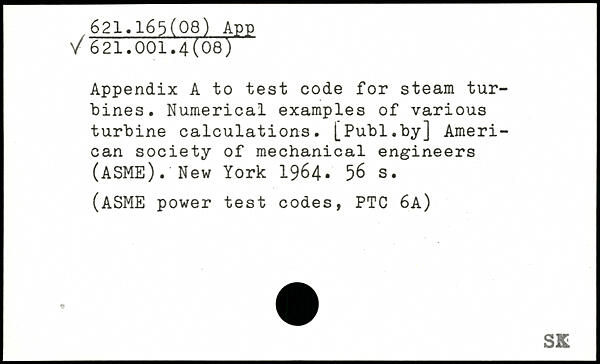 621.165(08) App
√ 621.001.4(08)
Appendix A to test code for steam tur-
bines. Numerical examples of various
turbine calculations. [Publ.by] Ameri-
can society of mechanical engineers
(ASME). New York 1964. 56 s.
(ASME power test codes, PTC 6A)
SK